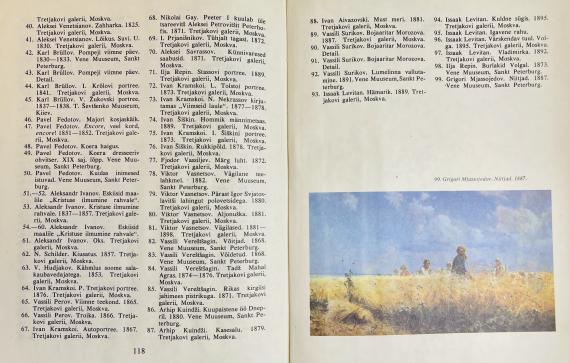 Tretjakovi galerii, Moskva.
40. Aleksei Venetsianov. Zahharka. 1825.
Tretjakovi galerii, Moskva.
41. Aleksei Venetsianov. Lõikus. Suvi. U.
1830. Tretjakovi galerii, Moskva.
42. Karl Brüllov. Pompeji viimne päev.
1830—1833. Vene Muuseum, Sankt
Peterburg.
43. Karl Brüllov. Pompeji viimne päev.
Detail.
44. Karl Brüllov. I. Krõlovi portree.
1841. Tretjakovi galerii, Moskva.
45. Karl Brüllov. V. Žukovski portree.
1837—1838. T. Ševtšenko Muuseum,
Kiiev.
46. Pavel Fedotov. Majori kosjaskäik.
47. Pavel Fedotov. Encore, veel kord,
encore! 1851—1852. Tretjakovi gale-
rii, Moskva.
48. Pavel Fedotov. Koera haigus.
49. Pavel Fedotov. Koera dresseeriv
ohvitser. XIX saj. lõpp. Vene Muu-
seum, Sankt Peterburg.
50. Pavel Fedotov. Kuidas inimesed
istuvad. Vene Muuseum, Sankt Peter-
burg.
51.—52. Aleksandr Ivanov. Eskiisid maa-
lile „Kristuse ilmumine rahvale".
53. Aleksandr Ivanov. Kristuse ilmumine
rahvale. 1837—1857. Tretjakovi gale-
rii, Moskva.
54.—60. Aleksandr Ivanov. Eskiisid
maalile „Kristuse ilmumine rahvale".
61. Aleksandr Ivanov. Oks. Tretjakovi
galerii, Moskva.
62. N. Schilder. Kiusatus. 1857. Tretja-
kovi galerii, Moskva.
63. V. Hudjakov. Kähmlus soome sala-
kaubavedajatega. 1853. Tretjakovi
galerii, Moskva.
64. Ivan Kramskoi. P. Tretjakovi portree.
1876. Tretjakovi galerii, Moskva.
65. Vassili Perov. Viimne teekond. 1865.
Tretjakovi galerii, Moskva.
66. Vassili Perov. Troika. 1866. Tretja-
kovi galerii, Moskva.
67. Ivan Kramskoi. Autoportree. 1867.
Tretjakovi galerii, Moskva.
118
68. Nikolai Gay. Peeter I kuulab üle
tsareevitš Aleksei Petrovitšit Peterho-
fis. 1871. Tretjakovi galerii, Moskva.
69. I. Prjanišnikov. Tühjalt tagasi. 1872.
Tretjakovi galerii, Moskva.
70. Aleksei Savrassov. Künnivaresed
saabusid. 1871. Tretjakovi galerii,
Moskva.
71. Ilja Repin. Stassovi portree. 1889.
Tretjakovi galerii, Moskva.
72. Ivan Kramskoi. L. Tolstoi portree.
1873. Tretjakovi galerii, Moskva.
73. Ivan Kramskoi. N. Nekrassov kirju-
tamas „Viimseid laule". 1877—1878.
Tretjakovi galerii, Moskva.
74. Ivan Šiškin. Hommik männimetsas.
1889. Tretjakovi galerii, Moskva.
75. Ivan Kramskoi. I. Šiškini portree.
1873. Tretjakovi galerii, Moskva.
76. Ivan Šiškin. Rukkipõld. 1878. Tretja-
kovi galerii, Moskva.
77. Fjodor Vassiljev. Märg luht. 1872.
Tretjakovi galerii, Moskva.
78. Viktor Vasnetsov. Vägilane tee-
lahkmel. 1882. Vene Muuseum,
Sankt Peterburg.
79. Viktor Vasnetsov. Pärast Igor Svjatos-
lavitši lahingut polovetsidega. 1880.
Tretjakovi galerii, Moskva.
80. Viktor Vasnetsov. Aljonuška. 1881.
Tretjakovi galerii, Moskva.
81. Viktor Vasnetsov. Vägilased. 1881—
1898. Tretjakovi galerii, Moskva.
82. Vassili Vereštšagin. Võitjad. 1868.
Vene Muuseum, Sankt Peterburg.
83. Vassili Vereštšagin. Võidetud. 1868.
Vene Muuseum, Sankt Peterburg.
84. Vassili Vereštšagin. Tadž Mahal
Agras. 1874—1876. Tretjakovi galerii,
Moskva.
85. Vassili Vereštšagin. Rikas kirgiisi
jahimees pistrikuga. 1871. Tretjakovi
galerii, Moskva.
86. Arhip Kuindži. Kuupaistene öö Dnep-
ril. 1880. Vene Muuseum, Sankt Pe-
terburg.
87. Arhip Kuindži. Kasesalu. 1879.
Tretjakovi galerii, Moskva.
88. Ivan Aivazovski. Must meri. 1881.
Tretjakovi galerii, Moskva.
89. Vassili Surikov. Bojaaritar Morozova.
1887. Tretjakovi galerii, Moskva.
90. Vassili Surikov. Bojaaritar Morozova.
Detail.
91. Vassili Surikov. Bojaaritar Morozova.
Detail.
92. Vassili Surikov. Lumelinna vallutu-
mine. 1891. Vene Muuseum, Sankt Pe-
terburg.
93. Issaak Levitan. Hämarik. 1889. Tret-
jakovi galerii, Moskva.
94. Issaak Levitan. Kuldne sügis. 1895.
Tretjakovi galerii, Moskva.
95. Issaak Levitan. Igavene rahu.
96. Issaak Levitan. Värskendav tuul. Vol-
ga. 1895. Tretjakovi galerii, Moskva.
97. Issaak Levitan. Vladimirka. 1892.
Tretjakovi galerii, Moskva.
98. Ilja Repin. Burlakid Volgal. 1873.
Vene Muuseum, Sankt Peterburg.
99. Grigori Mjassojedov. Niitjad. 1887.
Vene Muuseum, Sankt Peterburg.
99. Grigori Mjassojedov. Niitjad. 1887.